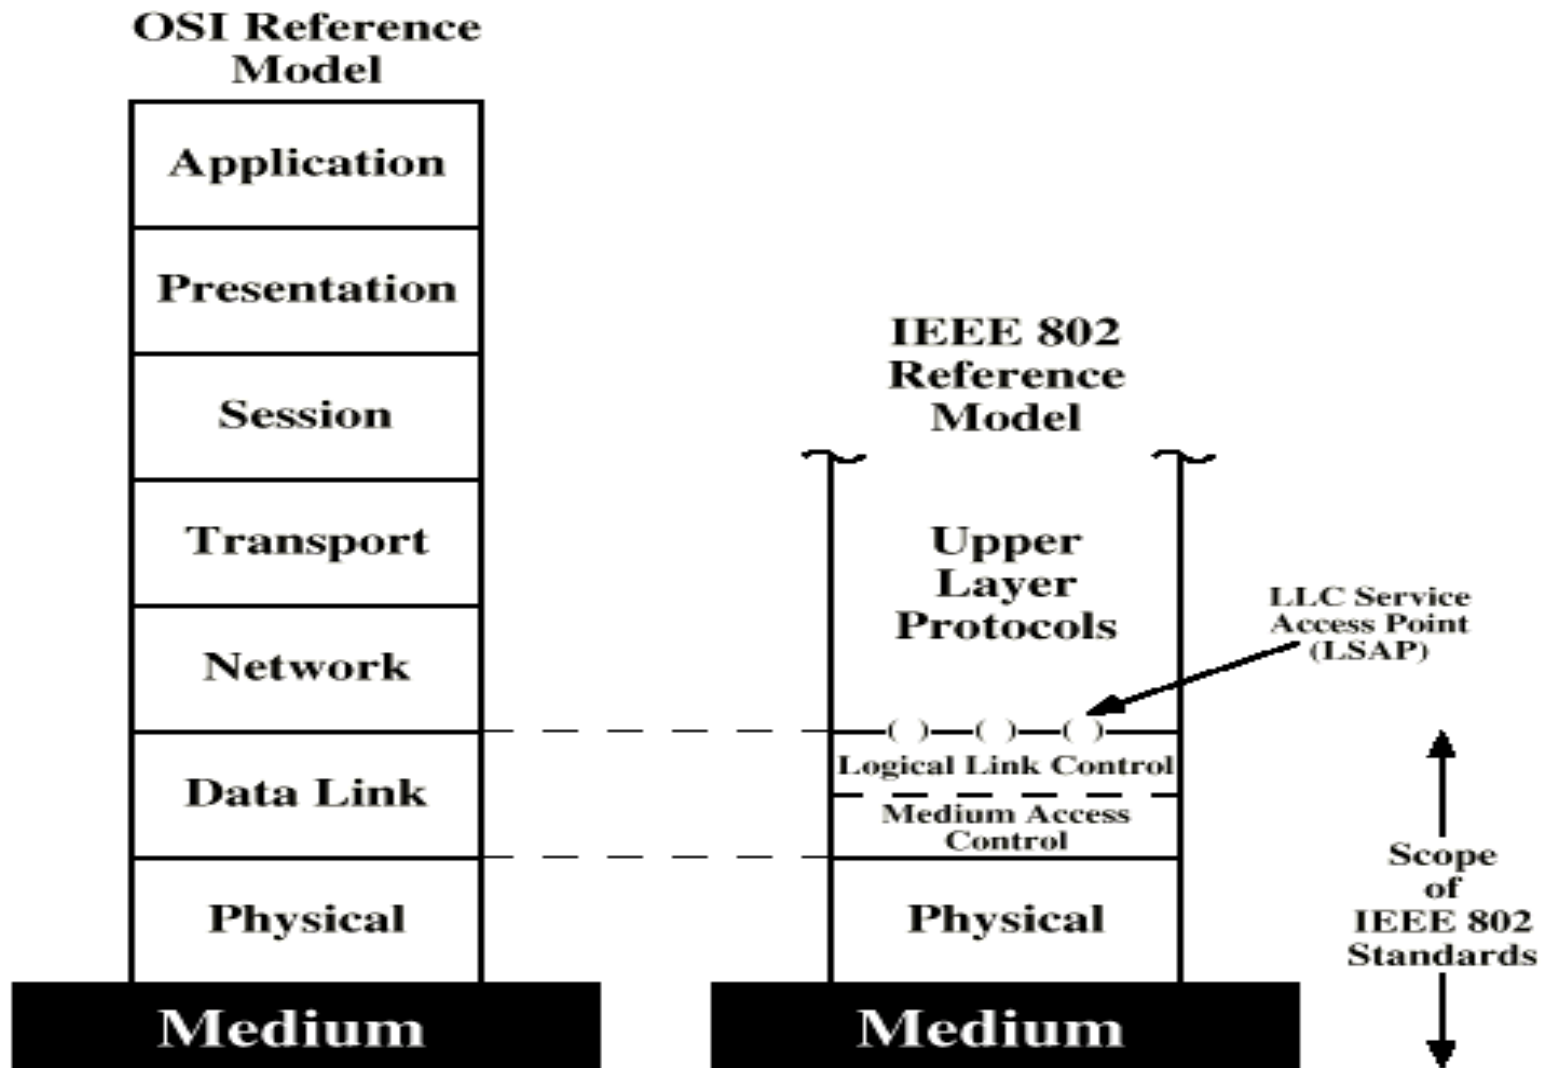 OSI Reference
Model
Application
Presentation
Session
Transport
Network
Data Link
Physical
Medium
IEEE 802
Reference
Model
Upper
Layer
Protocols
LLC Service
Access Point
(LSAP)
( ) ( ) ( )
Logical Link Control
Medium Access
Control
Physical
Medium
Scope
of
IEEE 802
Standards